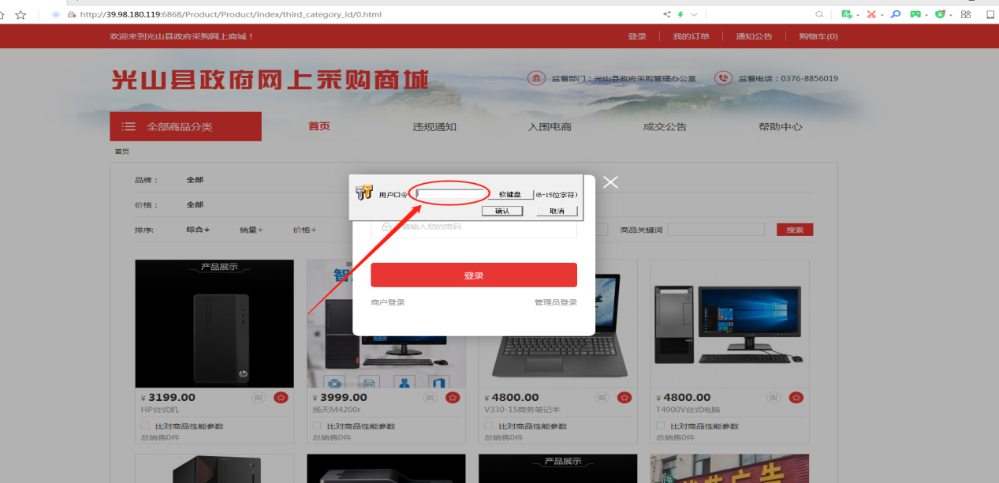 http://39.98.180.119:6868/Product/Product/index/third_category_id/0.html
欢迎来到光山县政府采购网上商城！
登录 我的订单 通知公告 购物车(0)
光山县政府网上采购商城
监督部门：光山县政府采购管理办公室 监督电话：0376-8856019
全部商品分类 首页 违规通知 入围电商 成交公告 帮助中心
首页
品牌： 全部
价格： 全部
用户口令 软键盘 (6-15位字符)
确认 取消
排序: 综合 销量 价格 商品关键词 搜索
请输入您的密码
登录
商户登录 管理员登录
产品展示
¥ 3199.00
HP台式机
比对商品性能参数
总销售0件
¥ 3999.00
扬天M4200r
比对商品性能参数
总销售0件
¥ 4800.00
V330-15商务笔记本
比对商品性能参数
总销售0件
¥ 4800.00
T4900V台式电脑
比对商品性能参数
总销售0件
产品展示